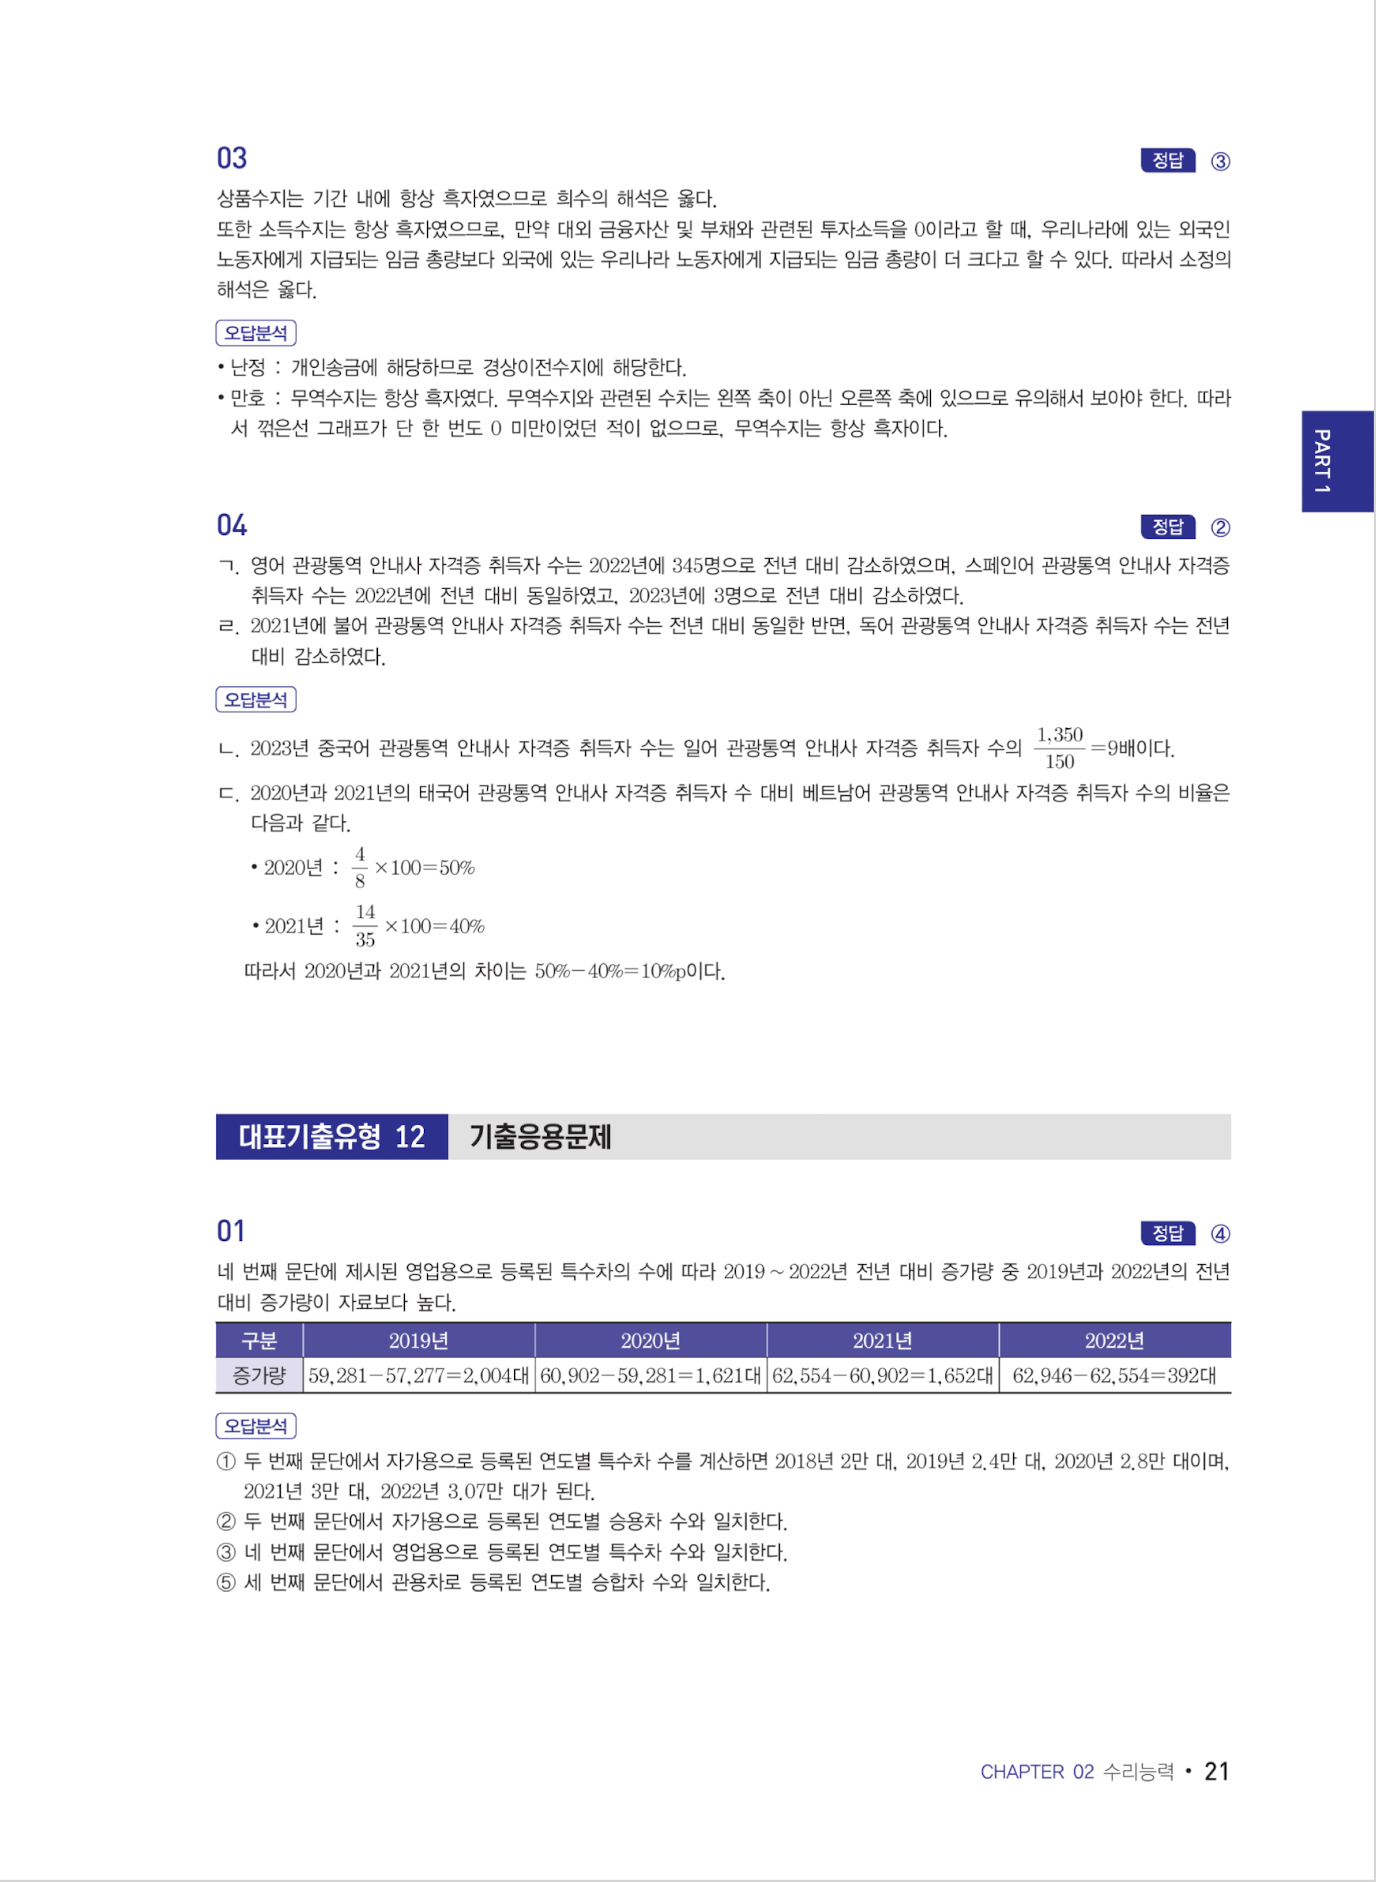 03
정답 ③
상품수지는 기간 내에 항상 흑자였으므로 희수의 해석은 옳다.
또한 소득수지는 항상 흑자였으므로, 만약 대외 금융자산 및 부채와 관련된 투자소득을 0이라고 할 때, 우리나라에 있는 외국인
노동자에게 지급되는 임금 총량보다 외국에 있는 우리나라 노동자에게 지급되는 임금 총량이 더 크다고 할 수 있다. 따라서 소정의
해석은 옳다.
오답분석
• 난정 : 개인송금에 해당하므로 경상이전수지에 해당한다.
• 만호 : 무역수지는 항상 흑자였다. 무역수지와 관련된 수치는 왼쪽 축이 아닌 오른쪽 축에 있으므로 유의해서 보아야 한다. 따라
서 꺾은선 그래프가 단 한 번도 0 미만이었던 적이 없으므로, 무역수지는 항상 흑자이다.
PART 1
04
정답 ②
ㄱ. 영어 관광통역 안내사 자격증 취득자 수는 2022년에 345명으로 전년 대비 감소하였으며, 스페인어 관광통역 안내사 자격증
취득자 수는 2022년에 전년 대비 동일하였고, 2023년에 3명으로 전년 대비 감소하였다.
ㄹ. 2021년에 불어 관광통역 안내사 자격증 취득자 수는 전년 대비 동일한 반면, 독어 관광통역 안내사 자격증 취득자 수는 전년
대비 감소하였다.
오답분석
ㄴ. 2023년 중국어 관광통역 안내사 자격증 취득자 수는 일어 관광통역 안내사 자격증 취득자 수의 1,350/150=9배이다.
ㄷ. 2020년과 2021년의 태국어 관광통역 안내사 자격증 취득자 수 대비 베트남어 관광통역 안내사 자격증 취득자 수의 비율은
다음과 같다.
• 2020년 : 4/8×100=50%
• 2021년 : 14/35×100=40%
따라서 2020년과 2021년의 차이는 50%-40%=10%p이다.
대표기출유형 12 기출응용문제
01
정답 ④
네 번째 문단에 제시된 영업용으로 등록된 특수차의 수에 따라 2019～2022년 전년 대비 증가량 중 2019년과 2022년의 전년
대비 증가량이 자료보다 높다.
구분 2019년 2020년 2021년 2022년
증가량 59,281-57,277=2,004대 60,902-59,281=1,621대 62,554-60,902=1,652대 62,946-62,554=392대
오답분석
① 두 번째 문단에서 자가용으로 등록된 연도별 특수차 수를 계산하면 2018년 2만 대, 2019년 2.4만 대, 2020년 2.8만 대이며,
2021년 3만 대, 2022년 3.07만 대가 된다.
② 두 번째 문단에서 자가용으로 등록된 연도별 승용차 수와 일치한다.
③ 네 번째 문단에서 영업용으로 등록된 연도별 특수차 수와 일치한다.
⑤ 세 번째 문단에서 관용차로 등록된 연도별 승합차 수와 일치한다.
CHAPTER 02 수리능력 • 21